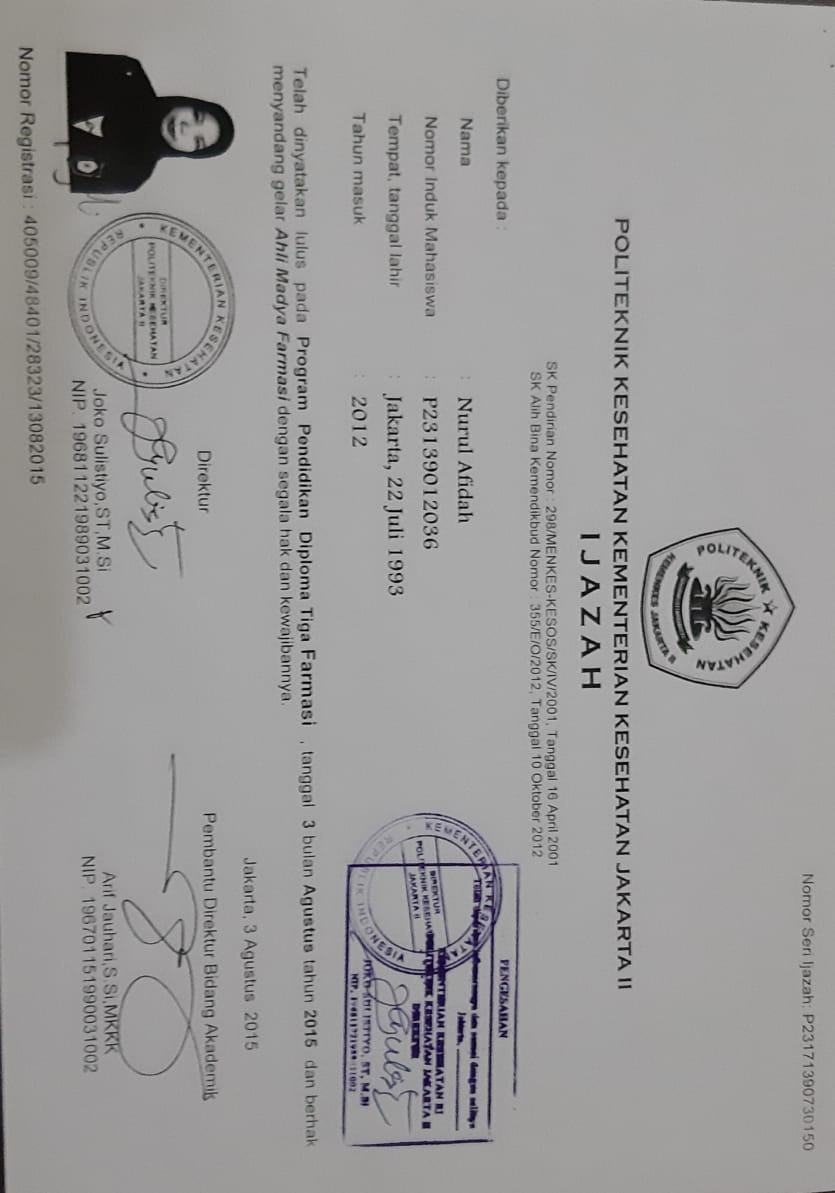 Nomor Seri Ijazah: P23171390730150
POLITEKNIK KESEHATAN
KEMENKES JAKARTA II
POLITEKNIK KESEHATAN KEMENTERIAN KESEHATAN JAKARTA II
IJAZAH
SK Pendirian Nomor : 298/MENKES-KESOS/SK/IV/2001, Tanggal 16 April 2001
SK Alih Bina Kemendikbud Nomor : 355/E/O/2012, Tanggal 10 Oktober 2012
Diberikan kepada :
Nama : Nurul Afidah
Nomor Induk Mahasiswa : P23139012036
Tempat, tanggal lahir : Jakarta, 22 Juli 1993
Tahun masuk : 2012
PENGESAHAN
dan sesuai dengan aslinya
Jakarta,
KEMENTERIAN KESEHATAN RI
POLITEKNIK KESEHATAN JAKARTA II
DIREKTUR
JOKO SULISTIYO, ST, M.Si
KEMENTERIAN KESEHATAN
DIREKTUR
POLITEKNIK KESEHATAN
JAKARTA II
REPUBLIK INDONESIA
Telah dinyatakan lulus pada Program Pendidikan Diploma Tiga Farmasi , tanggal 3 bulan Agustus tahun 2015 dan berhak
menyandang gelar Ahli Madya Farmasi dengan segala hak dan kewajibannya.
Jakarta, 3 Agustus 2015
KEMENTERIAN KESEHATAN
DIREKTUR
POLITEKNIK KESEHATAN
JAKARTA II
REPUBLIK INDONESIA
Direktur
Joko Sulistiyo,ST,M.Si
NIP. 196811221989031002
Pembantu Direktur Bidang Akademik
Arif Jauhari,S.Si,MKKK
NIP. 196701151990031002
Nomor Registrasi : 405009/48401/28323/13082015